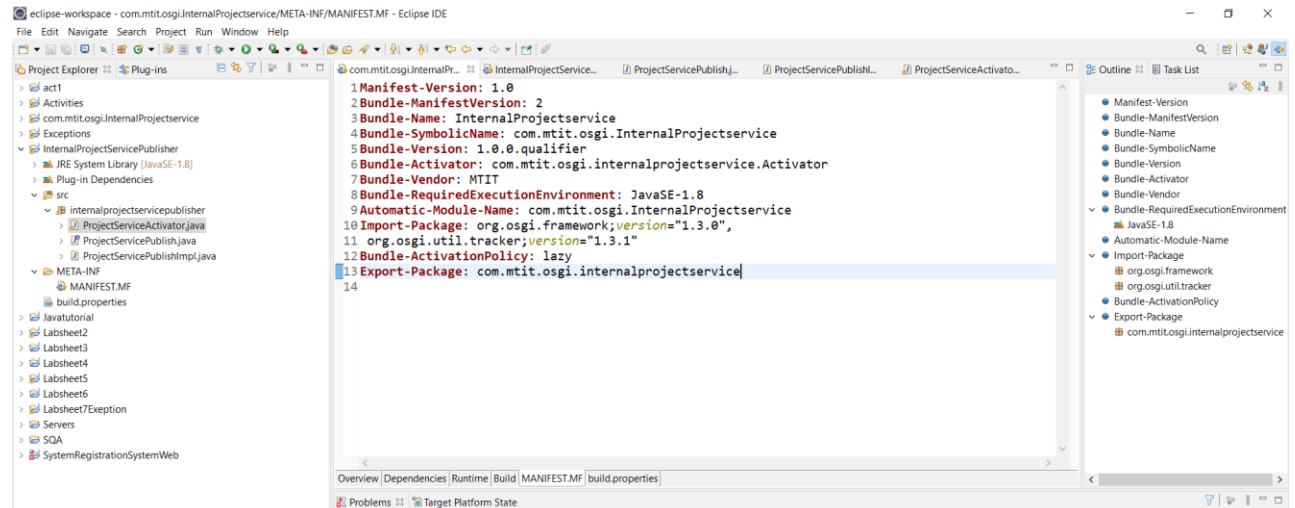 eclipse-workspace - com.mtit.osgi.InternalProjectservice/META-INF/MANIFEST.MF - Eclipse IDE
File Edit Navigate Search Project Run Window Help
Project Explorer Plug-ins
act1
Activities
com.mtit.osgi.InternalProjectservice
Exceptions
InternalProjectServicePublisher
JRE System Library [JavaSE-1.8]
Plug-in Dependencies
src
internalprojectservicepublisher
ProjectServiceActivator.java
ProjectServicePublish.java
ProjectServicePublishImpl.java
META-INF
MANIFEST.MF
build.properties
Javatutorial
Labsheet2
Labsheet3
Labsheet4
Labsheet5
Labsheet6
Labsheet7Exeption
Servers
SQA
SystemRegistrationSystemWeb
com.mtit.osgi.InternalPr... InternalProjectService... ProjectServicePublish.j... ProjectServicePublishI... ProjectServiceActivato...
1 Manifest-Version: 1.0
2 Bundle-ManifestVersion: 2
3 Bundle-Name: InternalProjectservice
4 Bundle-SymbolicName: com.mtit.osgi.InternalProjectservice
5 Bundle-Version: 1.0.0.qualifier
6 Bundle-Activator: com.mtit.osgi.internalprojectservice.Activator
7 Bundle-Vendor: MTIT
8 Bundle-RequiredExecutionEnvironment: JavaSE-1.8
9 Automatic-Module-Name: com.mtit.osgi.InternalProjectservice
10 Import-Package: org.osgi.framework;version="1.3.0",
11 org.osgi.util.tracker;version="1.3.1"
12 Bundle-ActivationPolicy: lazy
13 Export-Package: com.mtit.osgi.internalprojectservice
14
Overview Dependencies Runtime Build MANIFEST.MF build.properties
Problems Target Platform State
Outline Task List
Manifest-Version
Bundle-ManifestVersion
Bundle-Name
Bundle-SymbolicName
Bundle-Version
Bundle-Activator
Bundle-Vendor
Bundle-RequiredExecutionEnvironment
JavaSE-1.8
Automatic-Module-Name
Import-Package
org.osgi.framework
org.osgi.util.tracker
Bundle-ActivationPolicy
Export-Package
com.mtit.osgi.internalprojectservice